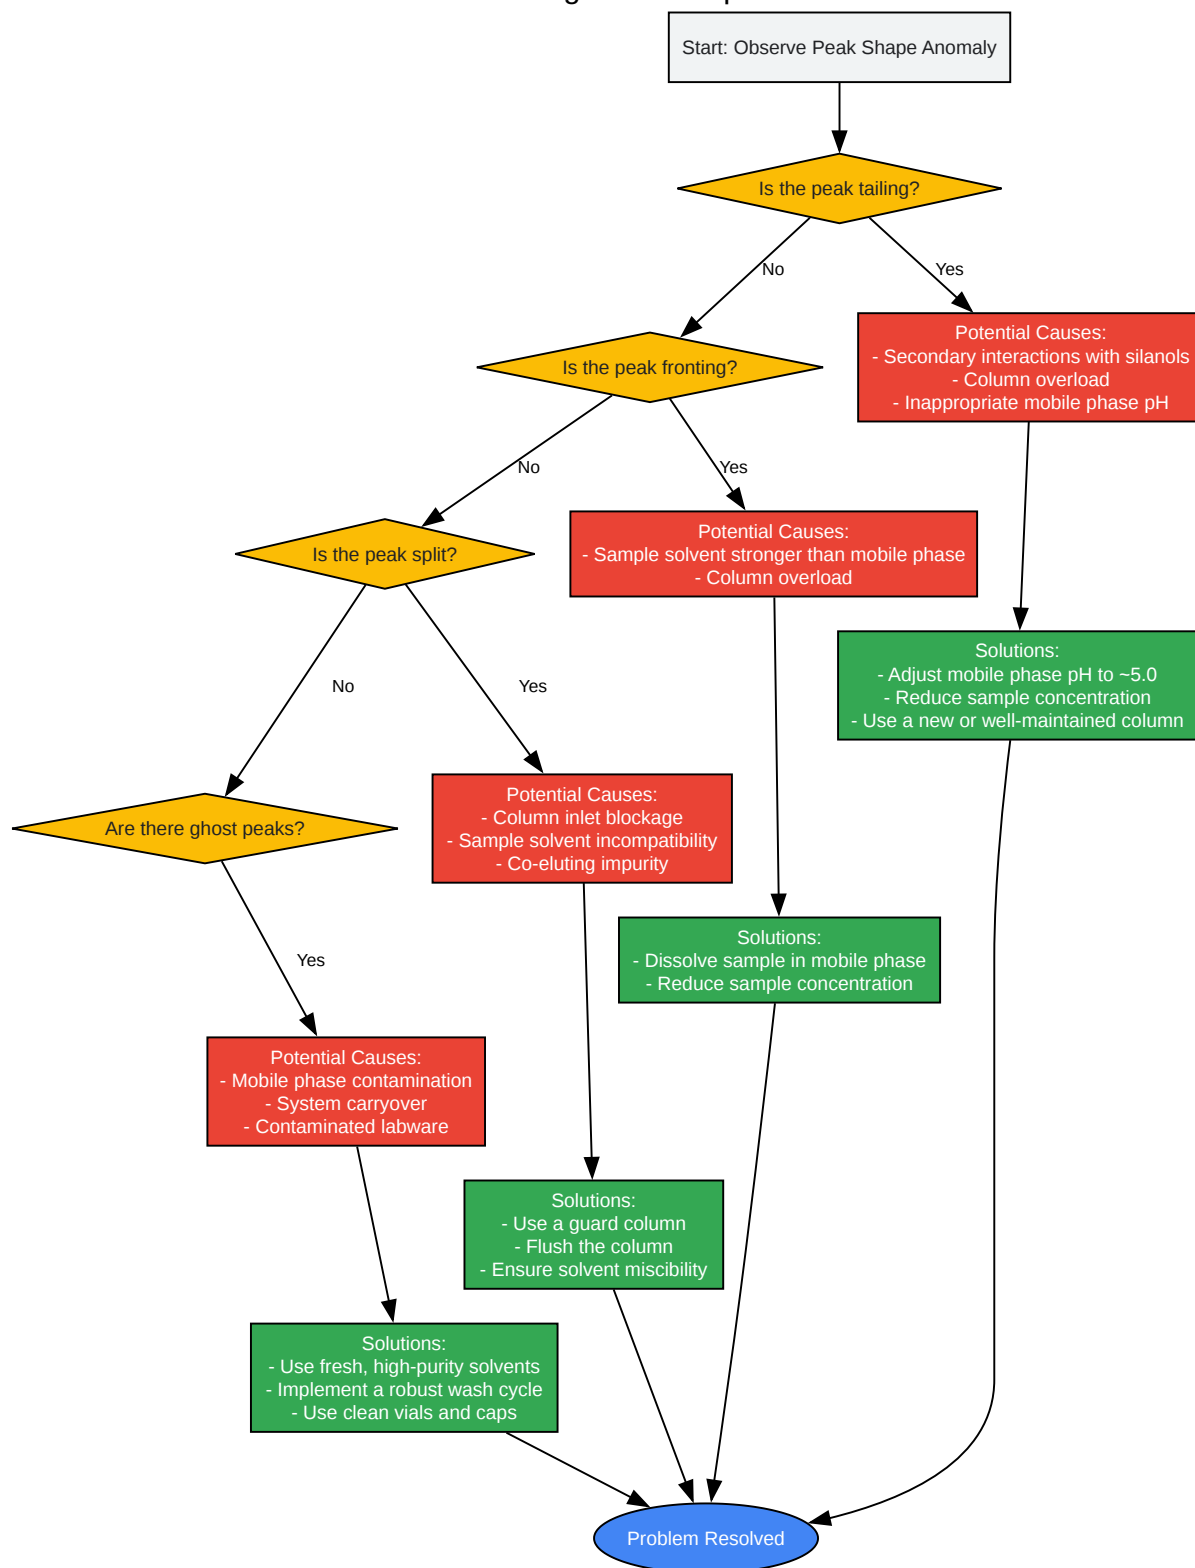 Start: Observe Peak Shape Anomaly
Is the peak tailing?
No
Yes
Potential Causes:
- Secondary interactions with silanols
- Column overload
- Inappropriate mobile phase pH
Is the peak fronting?
No
Yes
Potential Causes:
- Sample solvent stronger than mobile phase
- Column overload
Is the peak split?
Solutions:
- Adjust mobile phase pH to ~5.0
- Reduce sample concentration
- Use a new or well-maintained column
No
Yes
Potential Causes:
- Column inlet blockage
- Sample solvent incompatibility
- Co-eluting impurity
Are there ghost peaks?
Solutions:
- Dissolve sample in mobile phase
- Reduce sample concentration
Yes
Potential Causes:
- Mobile phase contamination
- System carryover
- Contaminated labware
Solutions:
- Use a guard column
- Flush the column
- Ensure solvent miscibility
Solutions:
- Use fresh, high-purity solvents
- Implement a robust wash cycle
- Use clean vials and caps
Problem Resolved